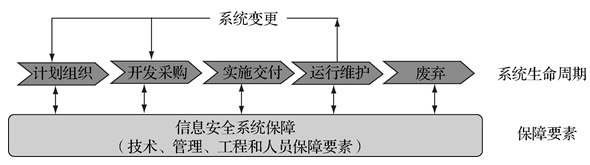 系统变更
计划组织 开发采购 实施交付 运行维护 废弃 系统生命周期
信息安全系统保障
（技术、管理、工程和人员保障要素） 保障要素